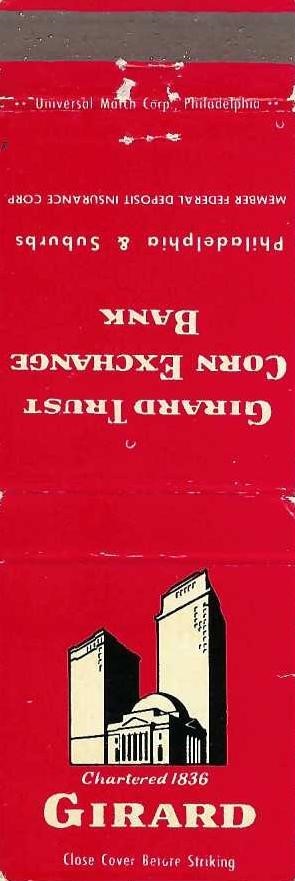 Universal Match Corp., Philadelphia
GIRARD TRUST
CORN EXCHANGE
BANK
Philadelphia & Suburbs
MEMBER FEDERAL DEPOSIT INSURANCE CORP
Chartered 1836
GIRARD
Close Cover Before Striking